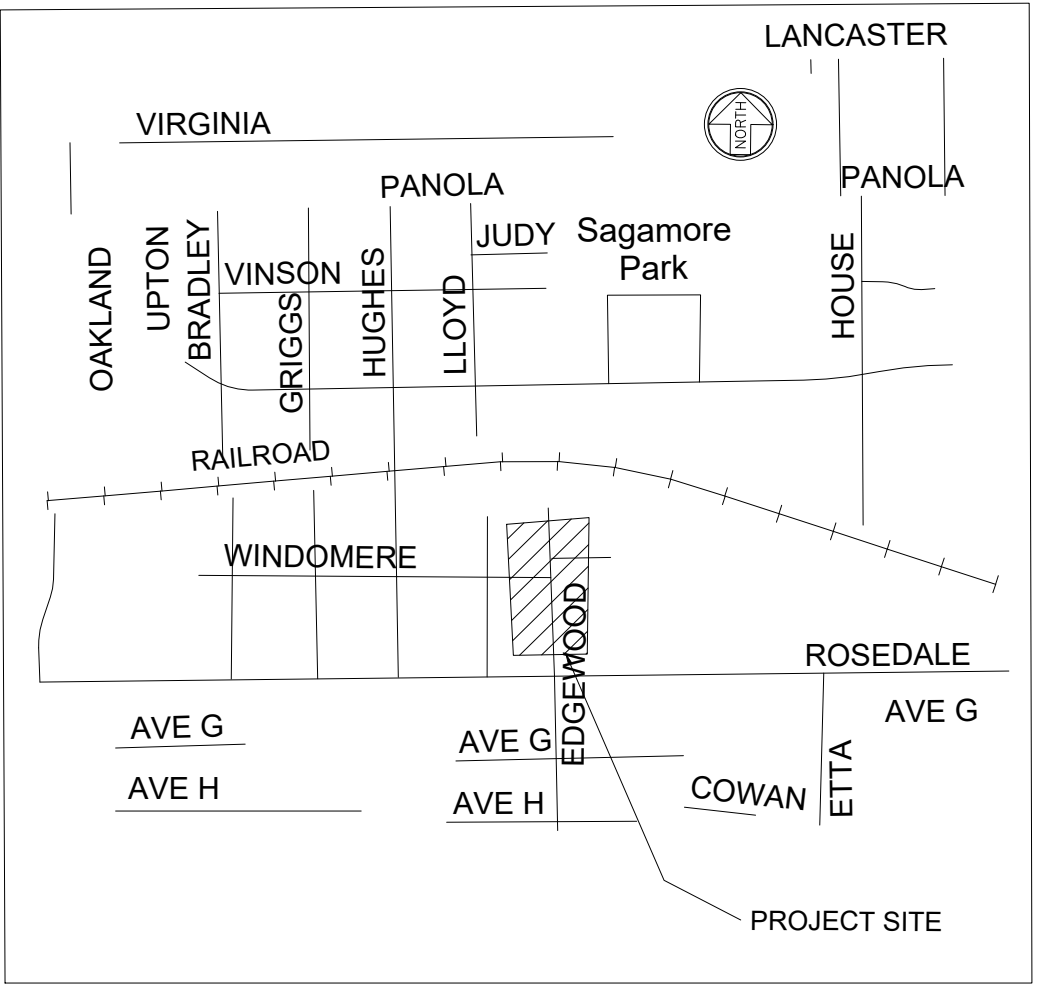 LANCASTER
VIRGINIA
NORTH
PANOLA
PANOLA
JUDY
Sagamore
Park
OAKLAND
UPTON
BRADLEY
VINSON
GRIGGS
HUGHES
LLOYD
HOUSE
RAILROAD
WINDOMERE
EDGEWOOD
ROSEDALE
AVE G
AVE G
AVE G
AVE H
AVE H
COWAN
ETTA
PROJECT SITE